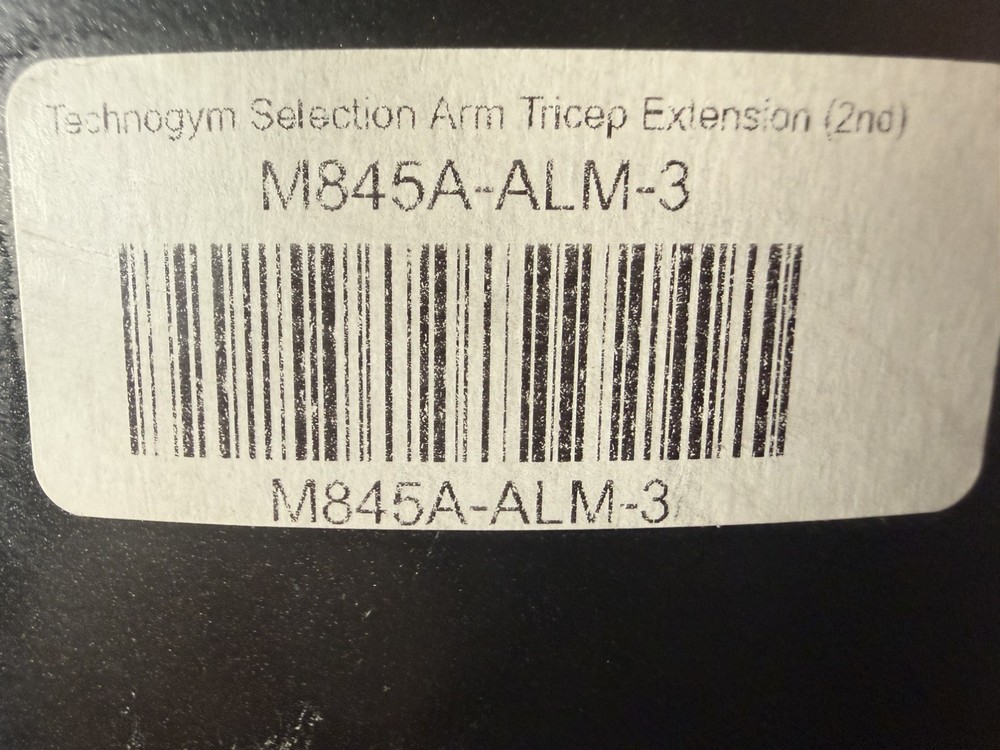 Technogym Selection Arm Tricep Extension (2nd)
M845A-ALM-3
M845A-ALM-3